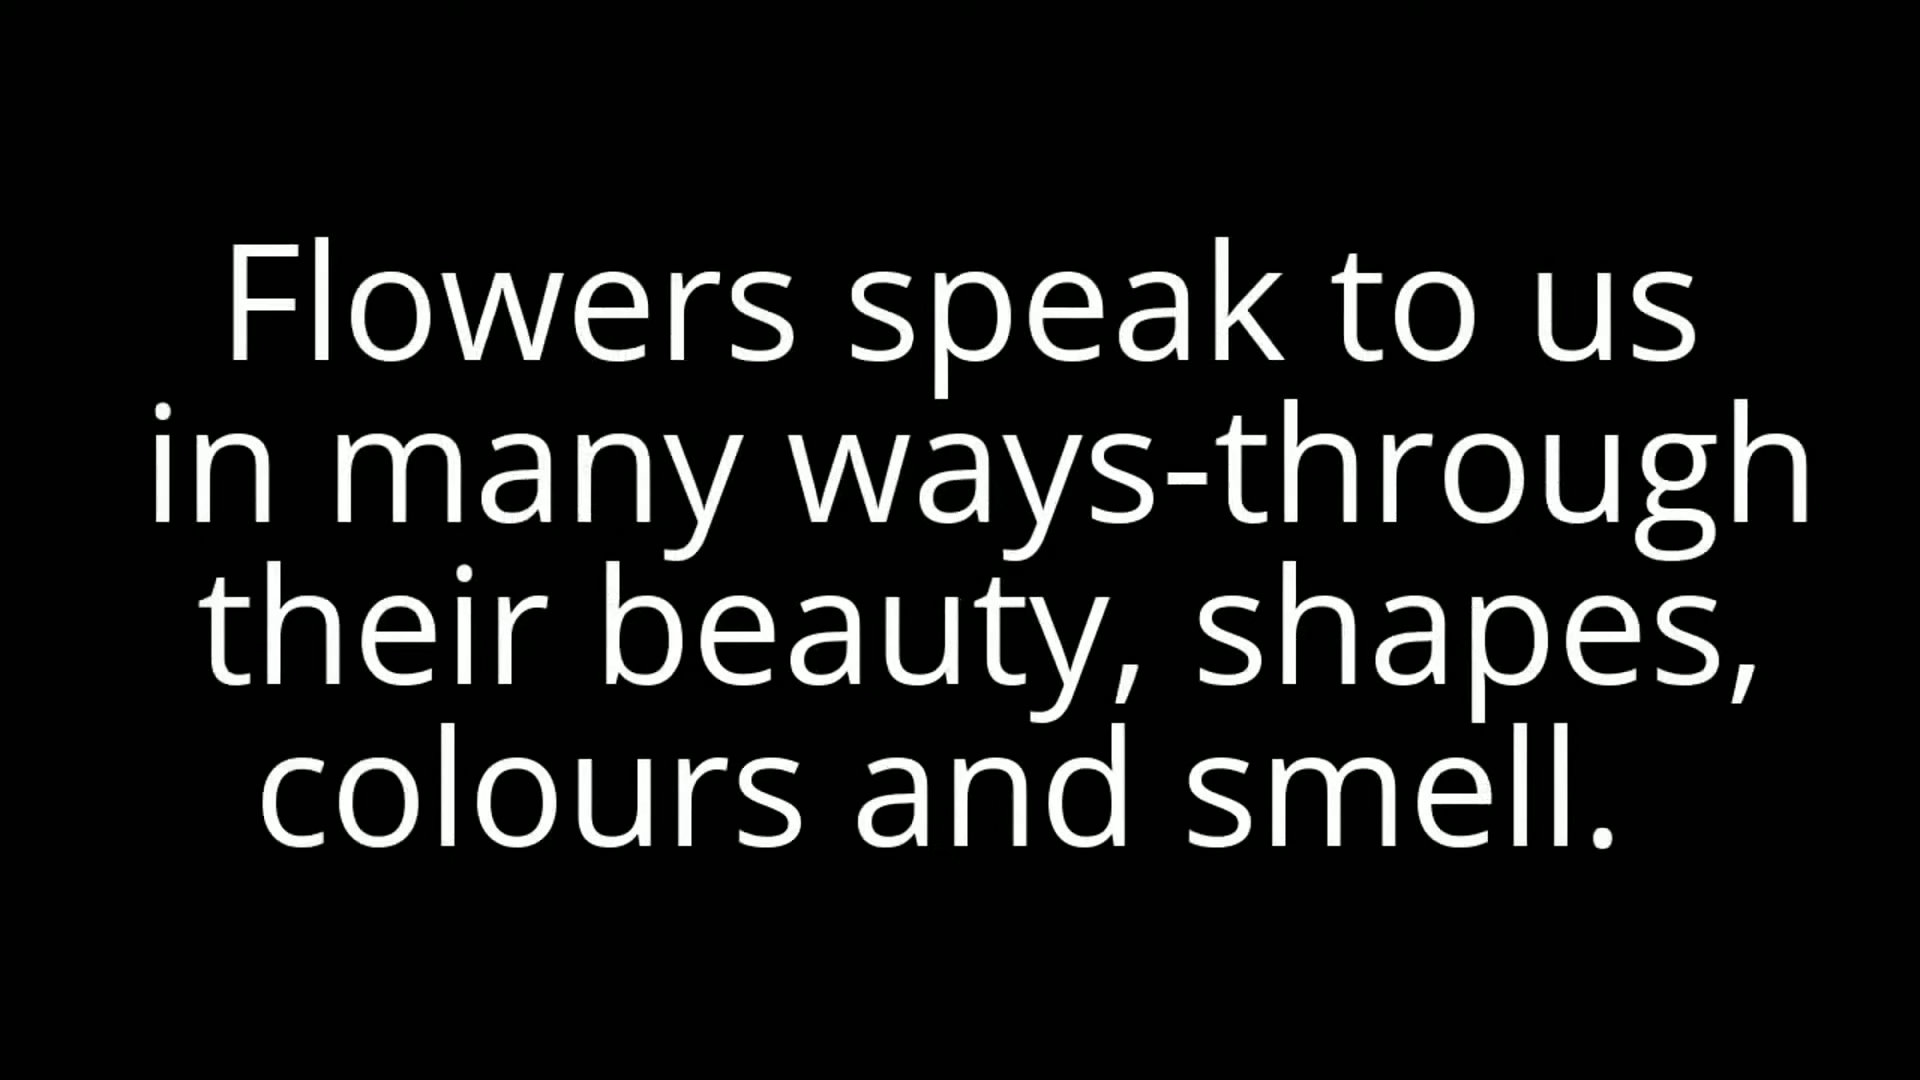 Flowers speak to us
in many ways-through
their beauty, shapes,
colours and smell.